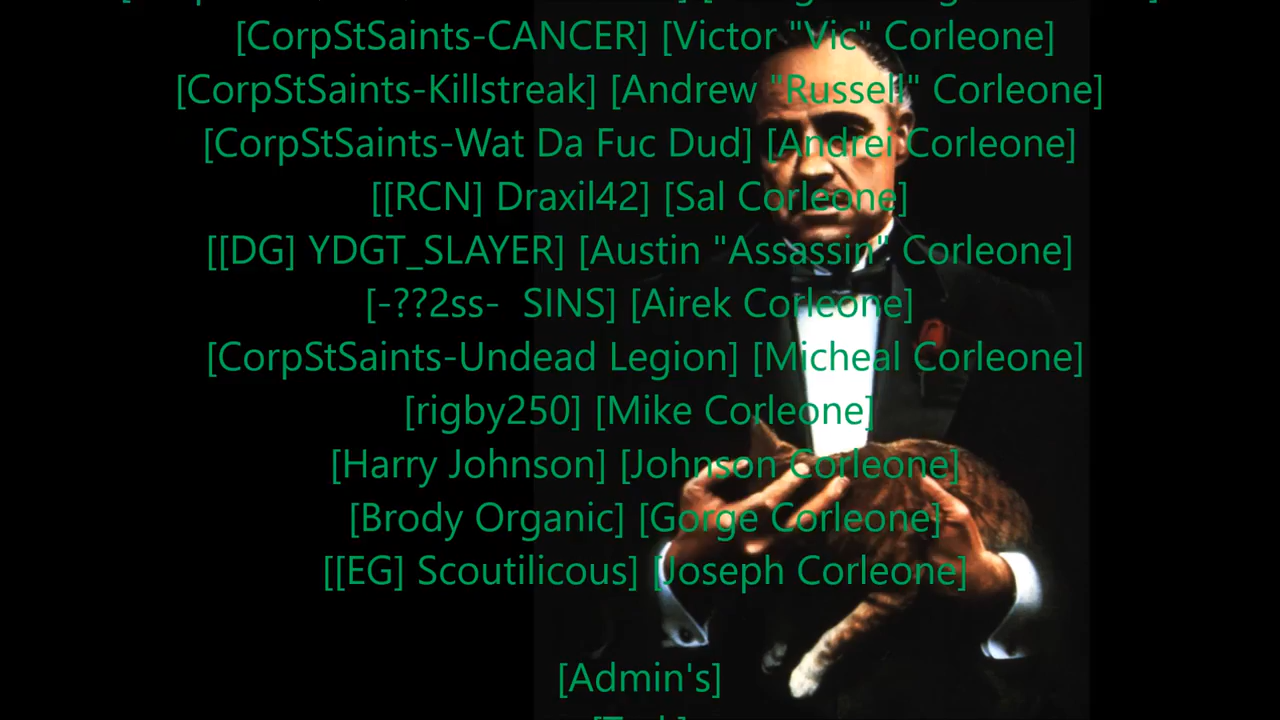 [CorpStSaints-CANCER] [Victor "Vic" Corleone]
[CorpStSaints-Killstreak] [Andrew "Russell" Corleone]
[CorpStSaints-Wat Da Fuc Dud] [Andrei Corleone]
[[RCN] Draxil42] [Sal Corleone]
[[DG] YDGT_SLAYER] [Austin "Assassin" Corleone]
[-??2ss-  SINS] [Airek Corleone]
[CorpStSaints-Undead Legion] [Micheal Corleone]
[rigby250] [Mike Corleone]
[Harry Johnson] [Johnson Corleone]
[Brody Organic] [Gorge Corleone]
[[EG] Scoutilicous] [Joseph Corleone]
[Admin's]